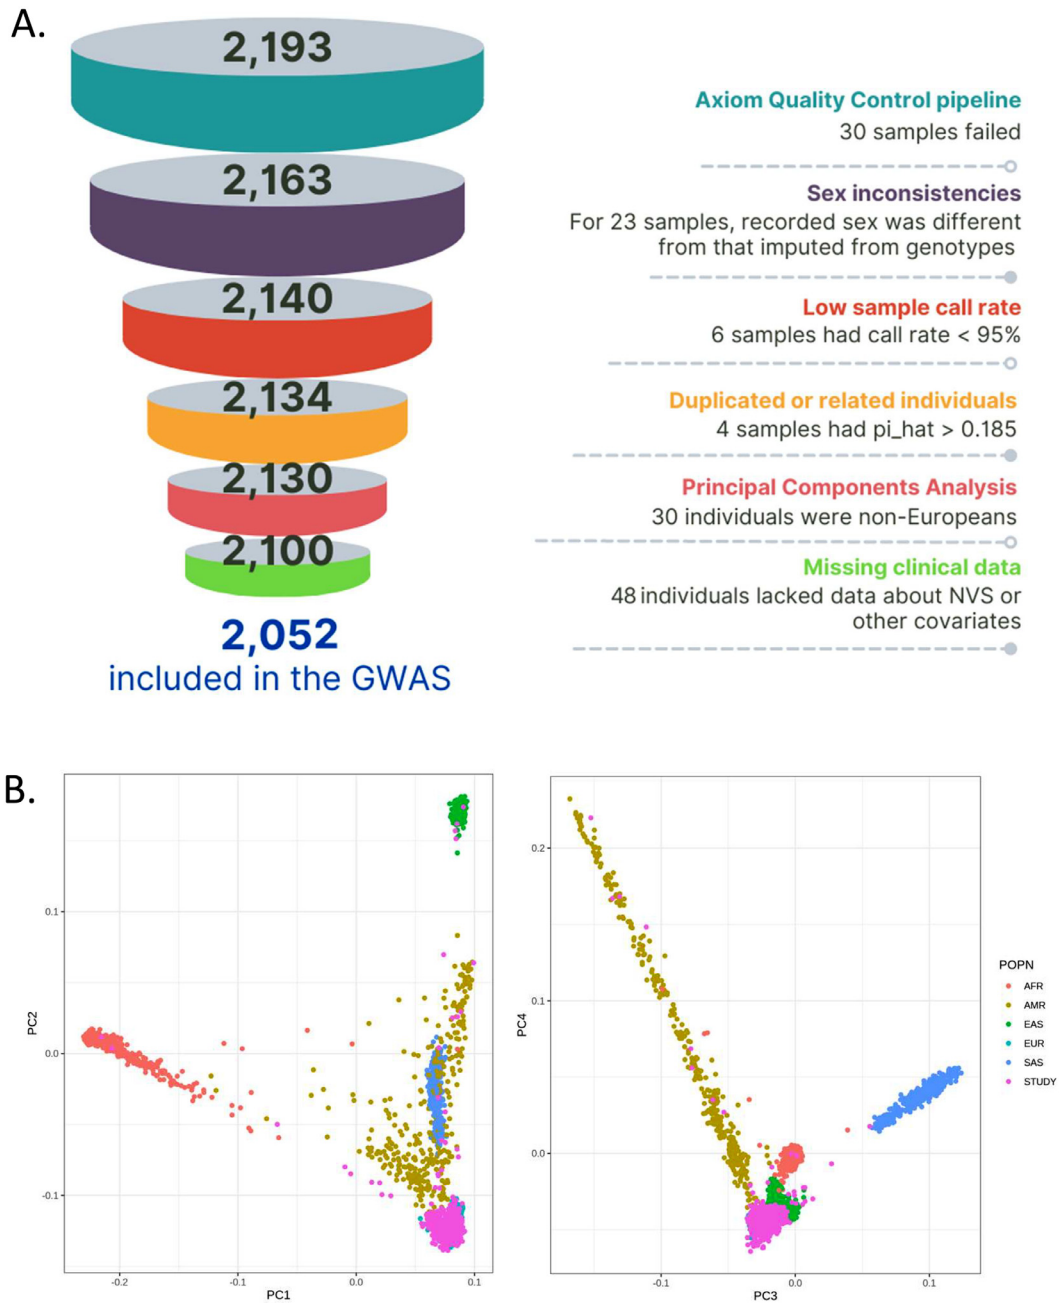 A.
2,193
2,163
2,140
2,134
2,130
2,100
2,052
included in the GWAS
Axiom Quality Control pipeline
30 samples failed
Sex inconsistencies
For 23 samples, recorded sex was different
from that imputed from genotypes
Low sample call rate
6 samples had call rate < 95%
Duplicated or related individuals
4 samples had pi_hat > 0.185
Principal Components Analysis
30 individuals were non-Europeans
Missing clinical data
48 individuals lacked data about NVS or
other covariates
B.
PC2
0.1
0.0
-0.1
-0.2
-0.1
0.0
0.1
PC1
PC4
0.2
0.1
0.0
-0.1
0.0
0.1
PC3
POPN
AFR
AMR
EAS
EUR
SAS
STUDY